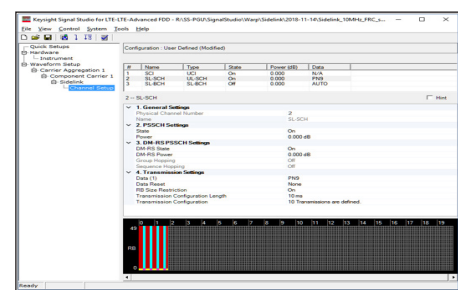 Keysight Signal Studio for LTE-LTE-Advanced FDD - R:\SS-PGU\SignalStudio\Warp\Sidelink\2018-11-14\Sidelink_10MHz_FRC_s...
File View Control System Tools Help
Quick Setups
Hardware
Instrument
Waveform Setup
Carrier Aggregation 1
Component Carrier 1
Sidelink
Channel Setup
Configuration : User Defined (Modified)
# Name Type State Power (dB) Data
1 SCI UCI On 0.000 N/A
2 SL-SCH UL-SCH On 0.000 PN9
3 SL-BCH SL-BCH Off 0.000 AUTO
2 -- SL-SCH
Hint
1. General Settings
Physical Channel Number 2
Name SL-SCH
2. PSSCH Settings
State On
Power 0.000 dB
3. DM-RS PSSCH Settings
DM-RS State On
DM-RS Power 0.000 dB
Group Hopping Off
Sequence Hopping Off
4. Transmission Settings
Data (1) PN9
Data Reset None
RB Size Restriction On
Transmission Configuration Length 10 ms
Transmission Configuration 10 Transmissions are defined.
0 1 2 3 4 5 6 7 8 9 10 11 12 13 14 15 16 17 18 19
49
RB
0
Ready